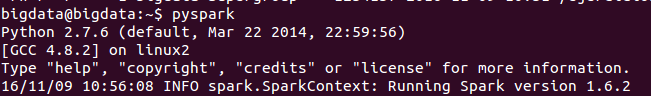 bigdata@bigdata:~$ pyspark
Python 2.7.6 (default, Mar 22 2014, 22:59:56)
[GCC 4.8.2] on linux2
Type "help", "copyright", "credits" or "license" for more information.
16/11/09 10:56:08 INFO spark.SparkContext: Running Spark version 1.6.2